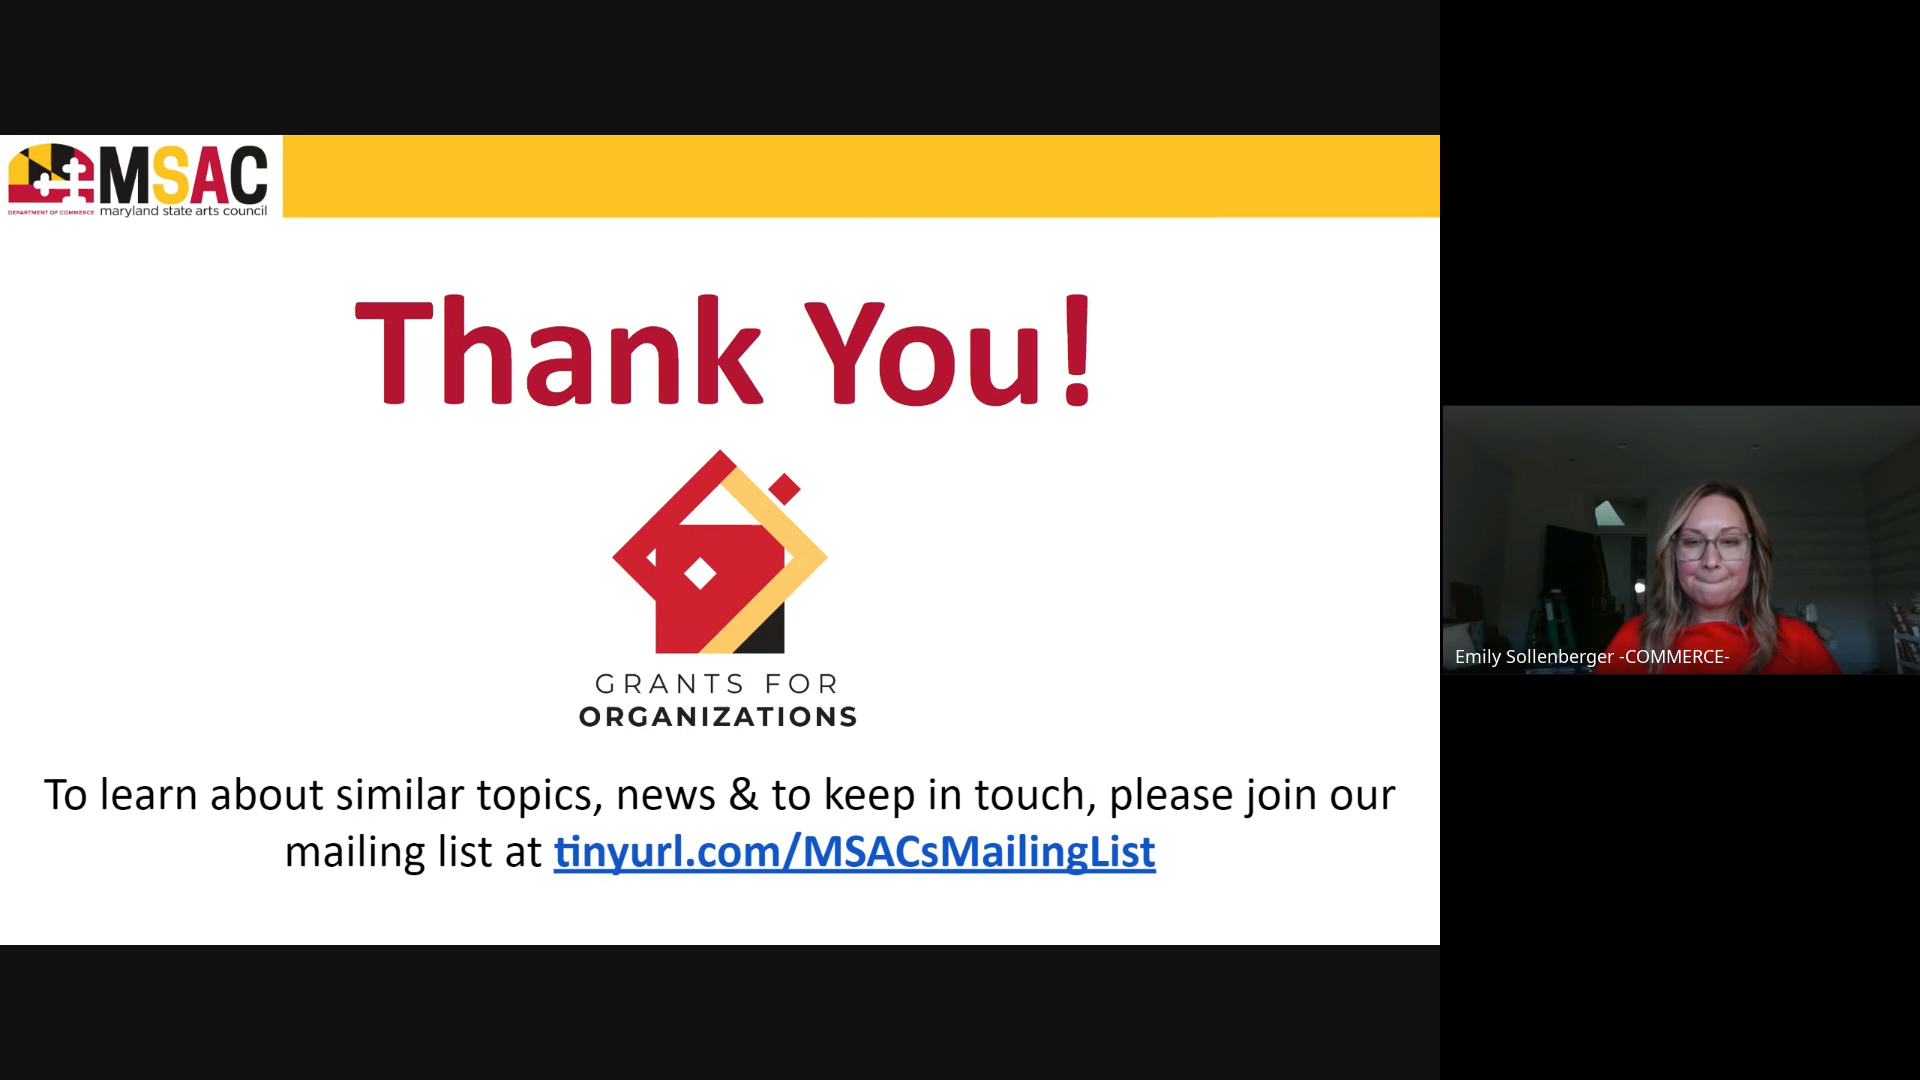 MSAC
DEPARTMENT OF COMMERCE maryland state arts council
Thank You!
GRANTS FOR
ORGANIZATIONS
To learn about similar topics, news & to keep in touch, please join our
mailing list at tinyurl.com/MSACsMailingList
Emily Sollenberger -COMMERCE-